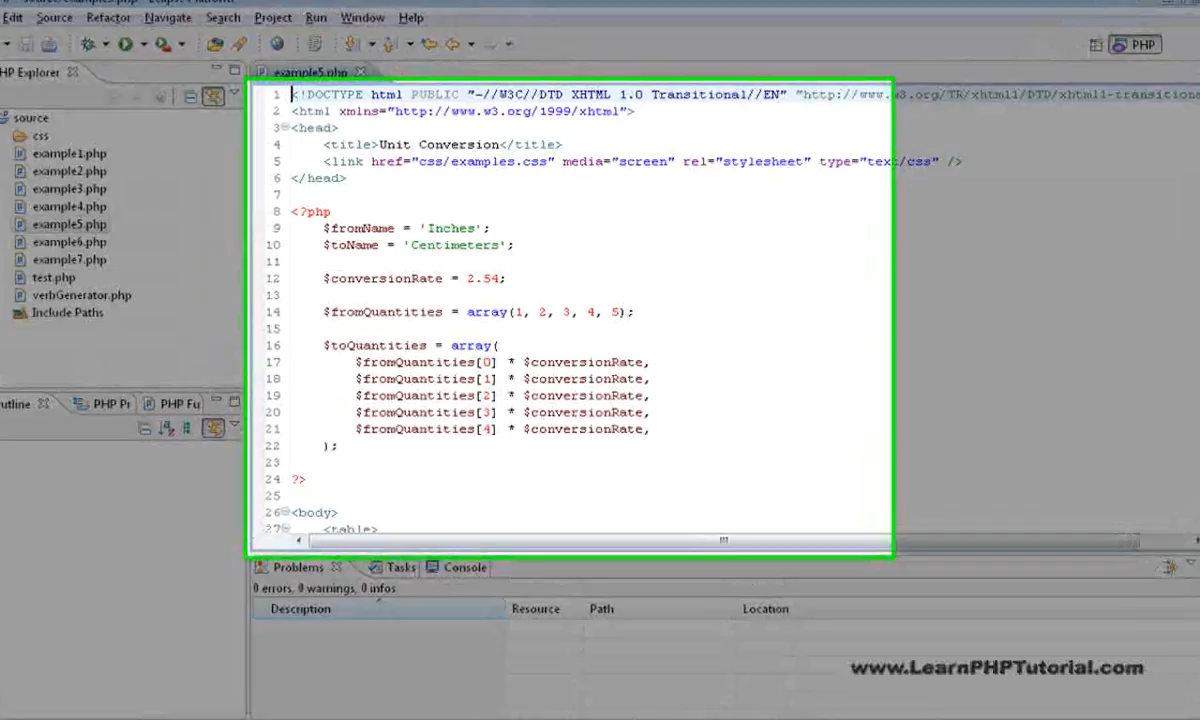 Edit Source Refactor Navigate Search Project Run Window Help
PHP
HP Explorer
example5.php
source
css
example1.php
example2.php
example3.php
example4.php
example5.php
example6.php
example7.php
test.php
verbGenerator.php
Include Paths
utline PHP Pr PHP Fu
1 <!DOCTYPE html PUBLIC "-//W3C//DTD XHTML 1.0 Transitional//EN" "http://www.w3.org/TR/xhtml1/DTD/xhtml1-transitiona
2 <html xmlns="http://www.w3.org/1999/xhtml">
3 <head>
4 <title>Unit Conversion</title>
5 <link href="css/examples.css" media="screen" rel="stylesheet" type="text/css" />
6 </head>
7
8 <?php
9 $fromName = 'Inches';
10 $toName = 'Centimeters';
11
12 $conversionRate = 2.54;
13
14 $fromQuantities = array(1, 2, 3, 4, 5);
15
16 $toQuantities = array(
17 $fromQuantities[0] * $conversionRate,
18 $fromQuantities[1] * $conversionRate,
19 $fromQuantities[2] * $conversionRate,
20 $fromQuantities[3] * $conversionRate,
21 $fromQuantities[4] * $conversionRate,
22 );
23
24 ?>
25
26 <body>
27 <table>
Problems Tasks Console
0 errors, 0 warnings, 0 infos
Description Resource Path Location
www.LearnPHPTutorial.com